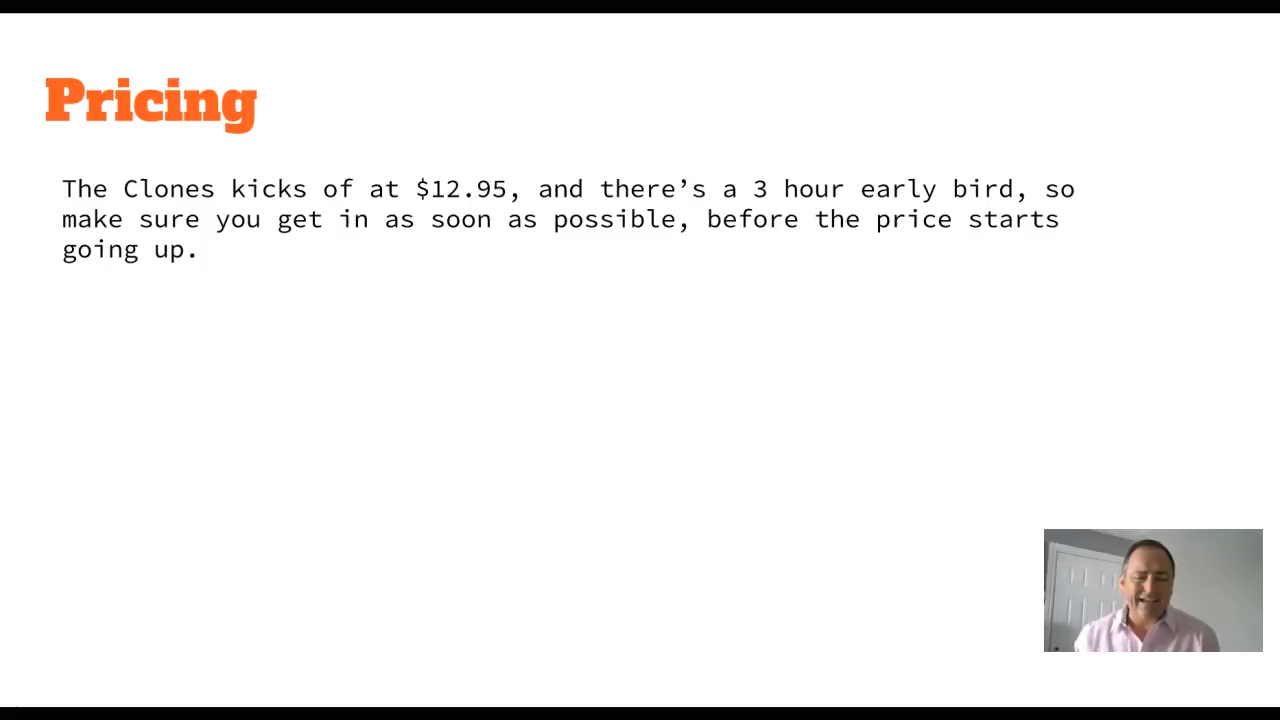 Pricing
The Clones kicks of at $12.95, and there’s a 3 hour early bird, so
make sure you get in as soon as possible, before the price starts
going up.